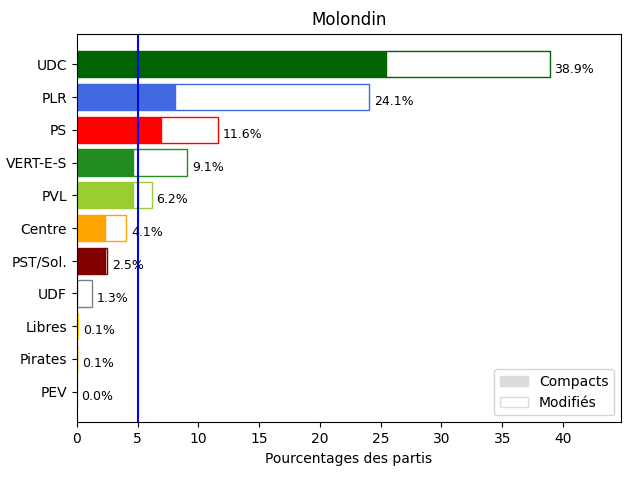 Molondin
UDC 38.9%
PLR 24.1%
PS 11.6%
VERT-E-S 9.1%
PVL 6.2%
Centre 4.1%
PST/Sol. 2.5%
UDF 1.3%
Libres 0.1%
Pirates 0.1%
PEV 0.0%
Compacts
Modifiés
0 5 10 15 20 25 30 35 40
Pourcentages des partis